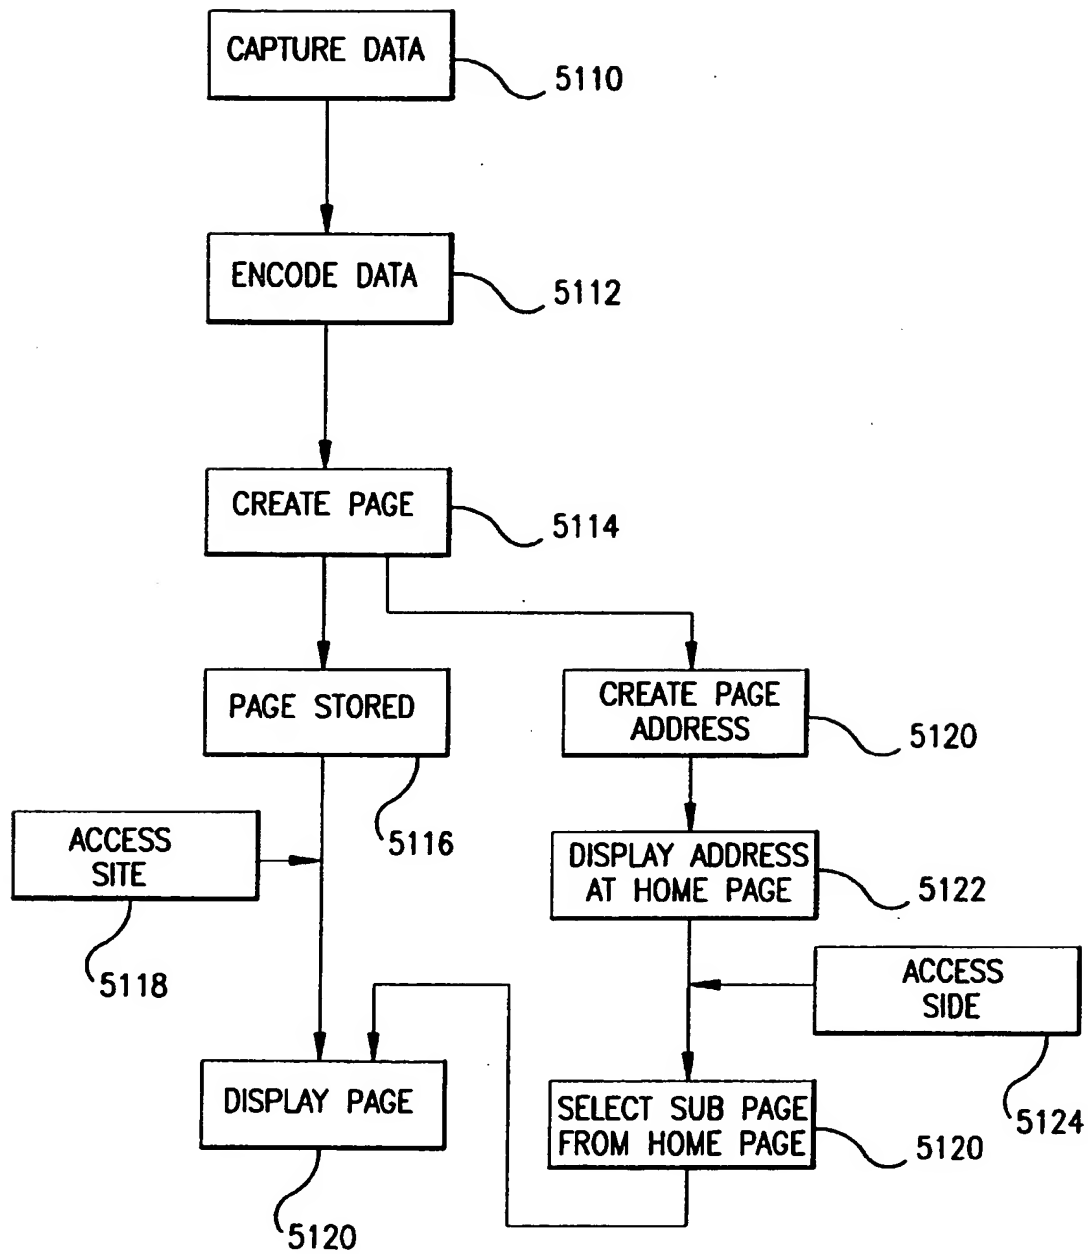 CAPTURE DATA
5110
ENCODE DATA
5112
CREATE PAGE
5114
PAGE STORED
5116
CREATE PAGE
ADDRESS
5120
ACCESS
SITE
5118
DISPLAY ADDRESS
AT HOME PAGE
5122
ACCESS
SIDE
5124
DISPLAY PAGE
5120
SELECT SUB PAGE
FROM HOME PAGE
5120